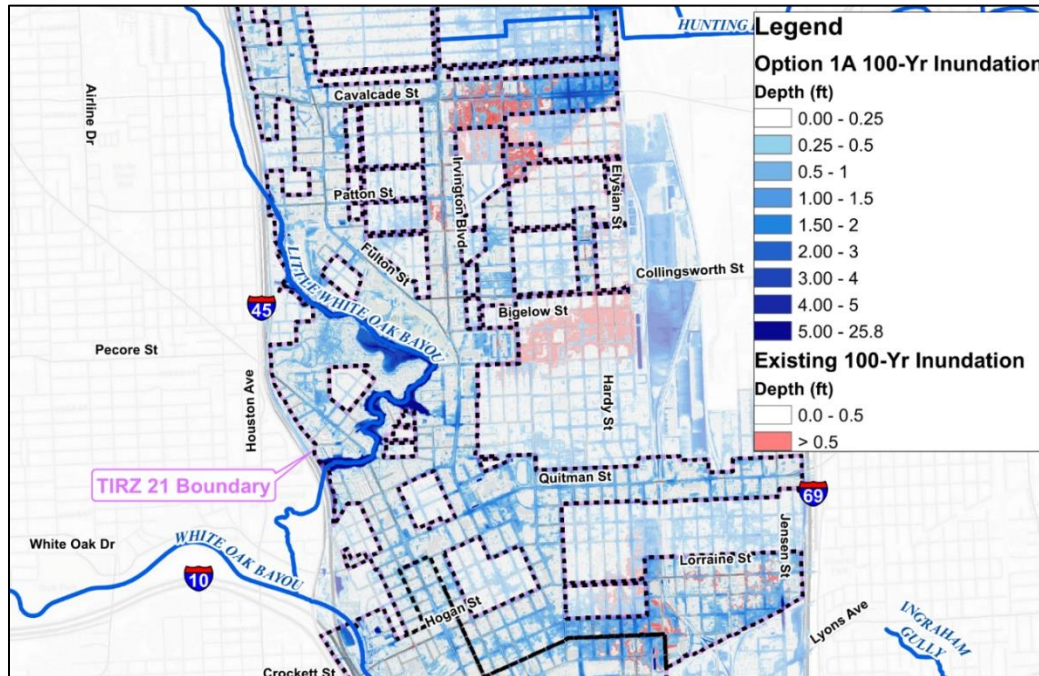 HUNTING
Airline Dr
Cavalcade St
Irvington Blvd
Elysian St
Patton St
Fulton St
LITTLE WHITE OAK BAYOU
Collingsworth St
45
Bigelow St
Pecore St
Houston Ave
Hardy St
TIRZ 21 Boundary
Quitman St
69
Jensen St
White Oak Dr
WHITE OAK BAYOU
10
Lorraine St
Hogan St
Lyons Ave
INGRAHAM
GULLY
Crockett St
Legend
Option 1A 100-Yr Inundation
Depth (ft)
0.00 - 0.25
0.25 - 0.5
0.5 - 1
1.00 - 1.5
1.50 - 2
2.00 - 3
3.00 - 4
4.00 - 5
5.00 - 25.8
Existing 100-Yr Inundation
Depth (ft)
0.0 - 0.5
> 0.5